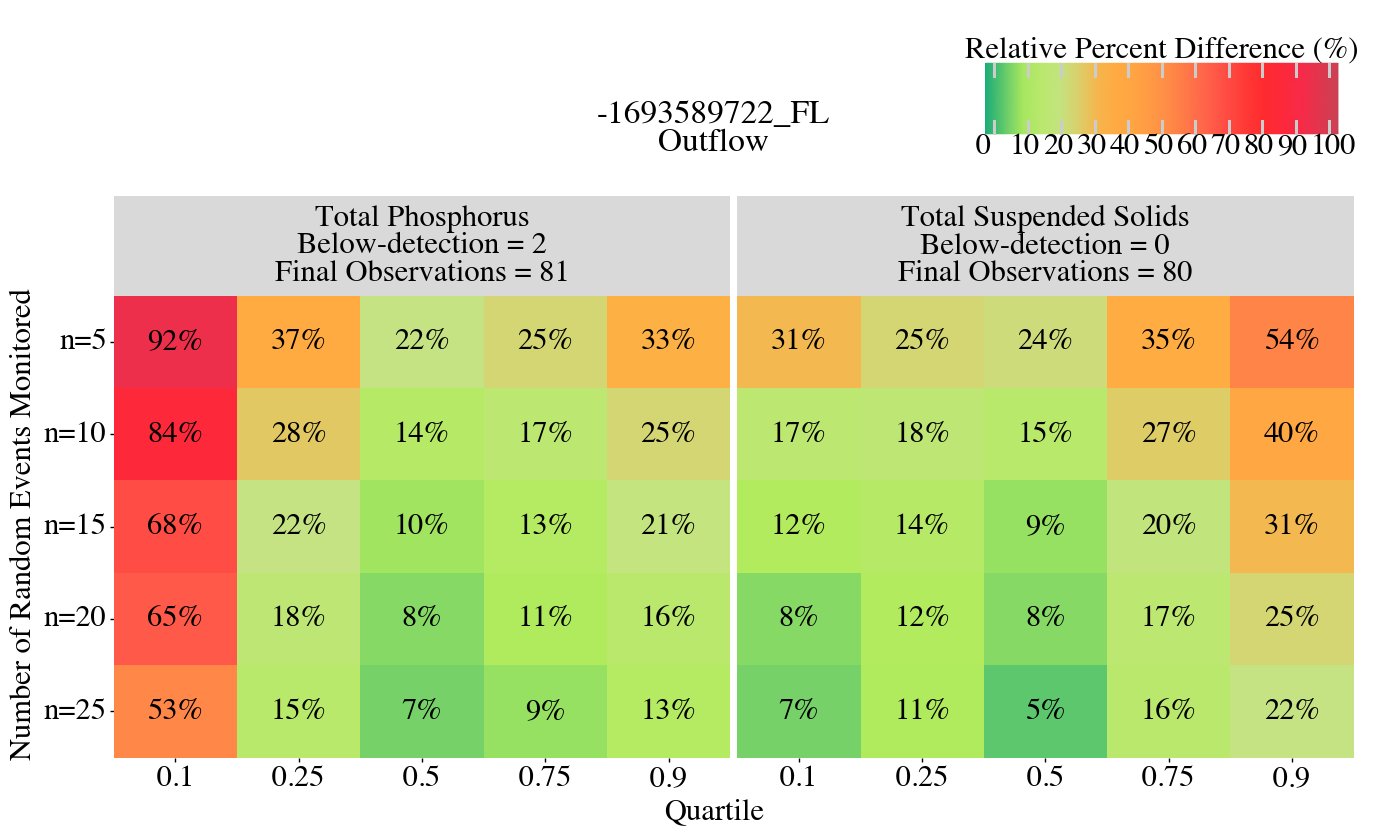 Relative Percent Difference (%)
0 10 20 30 40 50 60 70 80 90 100
-1693589722_FL
Outflow
Total Phosphorus
Below-detection = 2
Final Observations = 81
Total Suspended Solids
Below-detection = 0
Final Observations = 80
Number of Random Events Monitored
n=5 92% 37% 22% 25% 33% 31% 25% 24% 35% 54%
n=10 84% 28% 14% 17% 25% 17% 18% 15% 27% 40%
n=15 68% 22% 10% 13% 21% 12% 14% 9% 20% 31%
n=20 65% 18% 8% 11% 16% 8% 12% 8% 17% 25%
n=25 53% 15% 7% 9% 13% 7% 11% 5% 16% 22%
0.1 0.25 0.5 0.75 0.9 0.1 0.25 0.5 0.75 0.9
Quartile